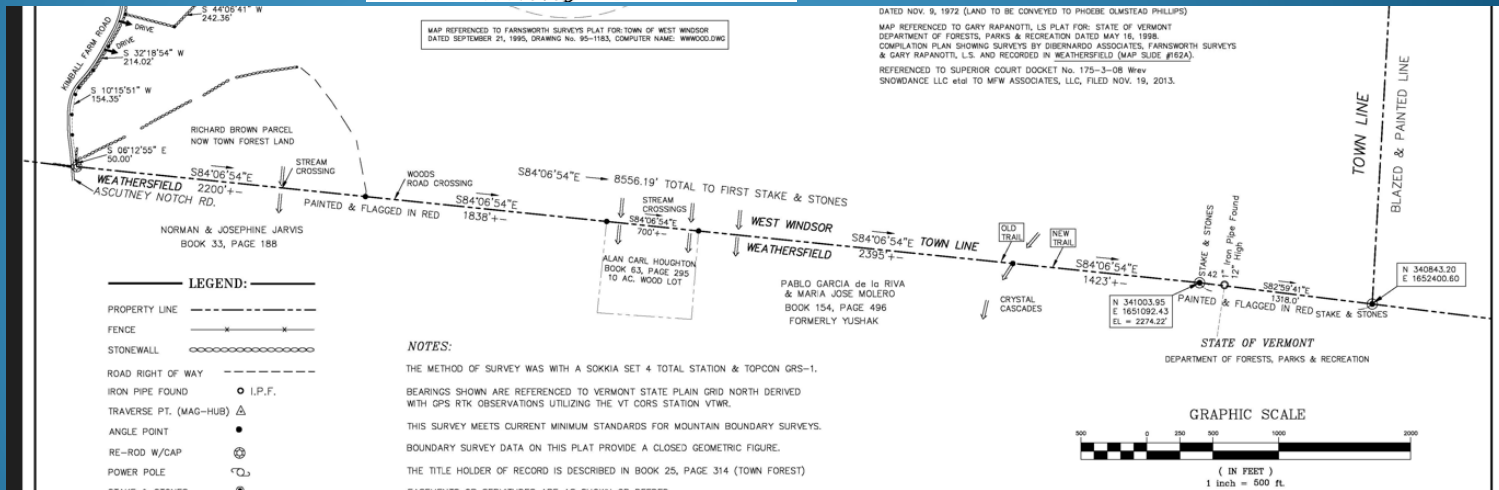 S 44°06'41" W
242.36'
DRIVE
DRIVE
KIMBALL FARM ROAD
S 32°18'54" W
214.02'
S 10°15'51" W
154.35'
MAP REFERENCED TO FARNSWORTH SURVEYS PLAT FOR: TOWN OF WEST WINDSOR
DATED SEPTEMBER 21, 1995, DRAWING No. 95-1183, COMPUTER NAME: WWWOOD.DWG
DATED NOV. 9, 1972 (LAND TO BE CONVEYED TO PHOEBE OLMSTEAD PHILLIPS)
MAP REFERENCED TO GARY RAPANOTTI, LS PLAT FOR: STATE OF VERMONT
DEPARTMENT OF FORESTS, PARKS & RECREATION DATED MAY 16, 1998.
COMPILATION PLAN SHOWING SURVEYS BY DIBERNARDO ASSOCIATES, FARNSWORTH SURVEYS
& GARY RAPANOTTI, L.S. AND RECORDED IN WEATHERSFIELD (MAP SLIDE #162A).
REFERENCED TO SUPERIOR COURT DOCKET No. 175-3-08 Wrev
SNOWDANCE LLC etal TO MFW ASSOCIATES, LLC, FILED NOV. 19, 2013.
RICHARD BROWN PARCEL
NOW TOWN FOREST LAND
S 06°12'55" E
50.00'
WEATHERSFIELD
ASCUTNEY NOTCH RD.
S84°06'54"E
2200'+-
STREAM
CROSSING
PAINTED & FLAGGED IN RED
NORMAN & JOSEPHINE JARVIS
BOOK 33, PAGE 188
WOODS
ROAD CROSSING
S84°06'54"E
1838'+-
S84°06'54"E 8556.19' TOTAL TO FIRST STAKE & STONES
STREAM
CROSSINGS
S84°06'54"E
700'+-
ALAN CARL HOUGHTON
BOOK 63, PAGE 295
10 AC. WOOD LOT
WEST WINDSOR
WEATHERSFIELD
S84°06'54"E TOWN LINE
2395'+-
PABLO GARCIA de la RIVA
& MARIA JOSE MOLERO
BOOK 154, PAGE 496
FORMERLY YUSHAK
OLD
TRAIL
NEW
TRAIL
CRYSTAL
CASCADES
S84°06'54"E
1423'+-
STAKE & STONES
42
1" Iron Pipe Found
12" High
N 341003.95
E 1651092.43
EL = 2274.22'
S82°59'41"E
1318.0'
PAINTED & FLAGGED IN RED
STAKE & STONES
TOWN LINE
BLAZED & PAINTED LINE
N 340843.20
E 1652400.60
STATE OF VERMONT
DEPARTMENT OF FORESTS, PARKS & RECREATION
LEGEND:
PROPERTY LINE
FENCE
STONEWALL
ROAD RIGHT OF WAY
IRON PIPE FOUND I.P.F.
TRAVERSE PT. (MAG-HUB)
ANGLE POINT
RE-ROD W/CAP
POWER POLE
NOTES:
THE METHOD OF SURVEY WAS WITH A SOKKIA SET 4 TOTAL STATION & TOPCON GRS-1.
BEARINGS SHOWN ARE REFERENCED TO VERMONT STATE PLAIN GRID NORTH DERIVED
WITH GPS RTK OBSERVATIONS UTILIZING THE VT CORS STATION VTWR.
THIS SURVEY MEETS CURRENT MINIMUM STANDARDS FOR MOUNTAIN BOUNDARY SURVEYS.
BOUNDARY SURVEY DATA ON THIS PLAT PROVIDE A CLOSED GEOMETRIC FIGURE.
THE TITLE HOLDER OF RECORD IS DESCRIBED IN BOOK 25, PAGE 314 (TOWN FOREST)
GRAPHIC SCALE
500 0 250 500 1000 2000
( IN FEET )
1 inch = 500 ft.